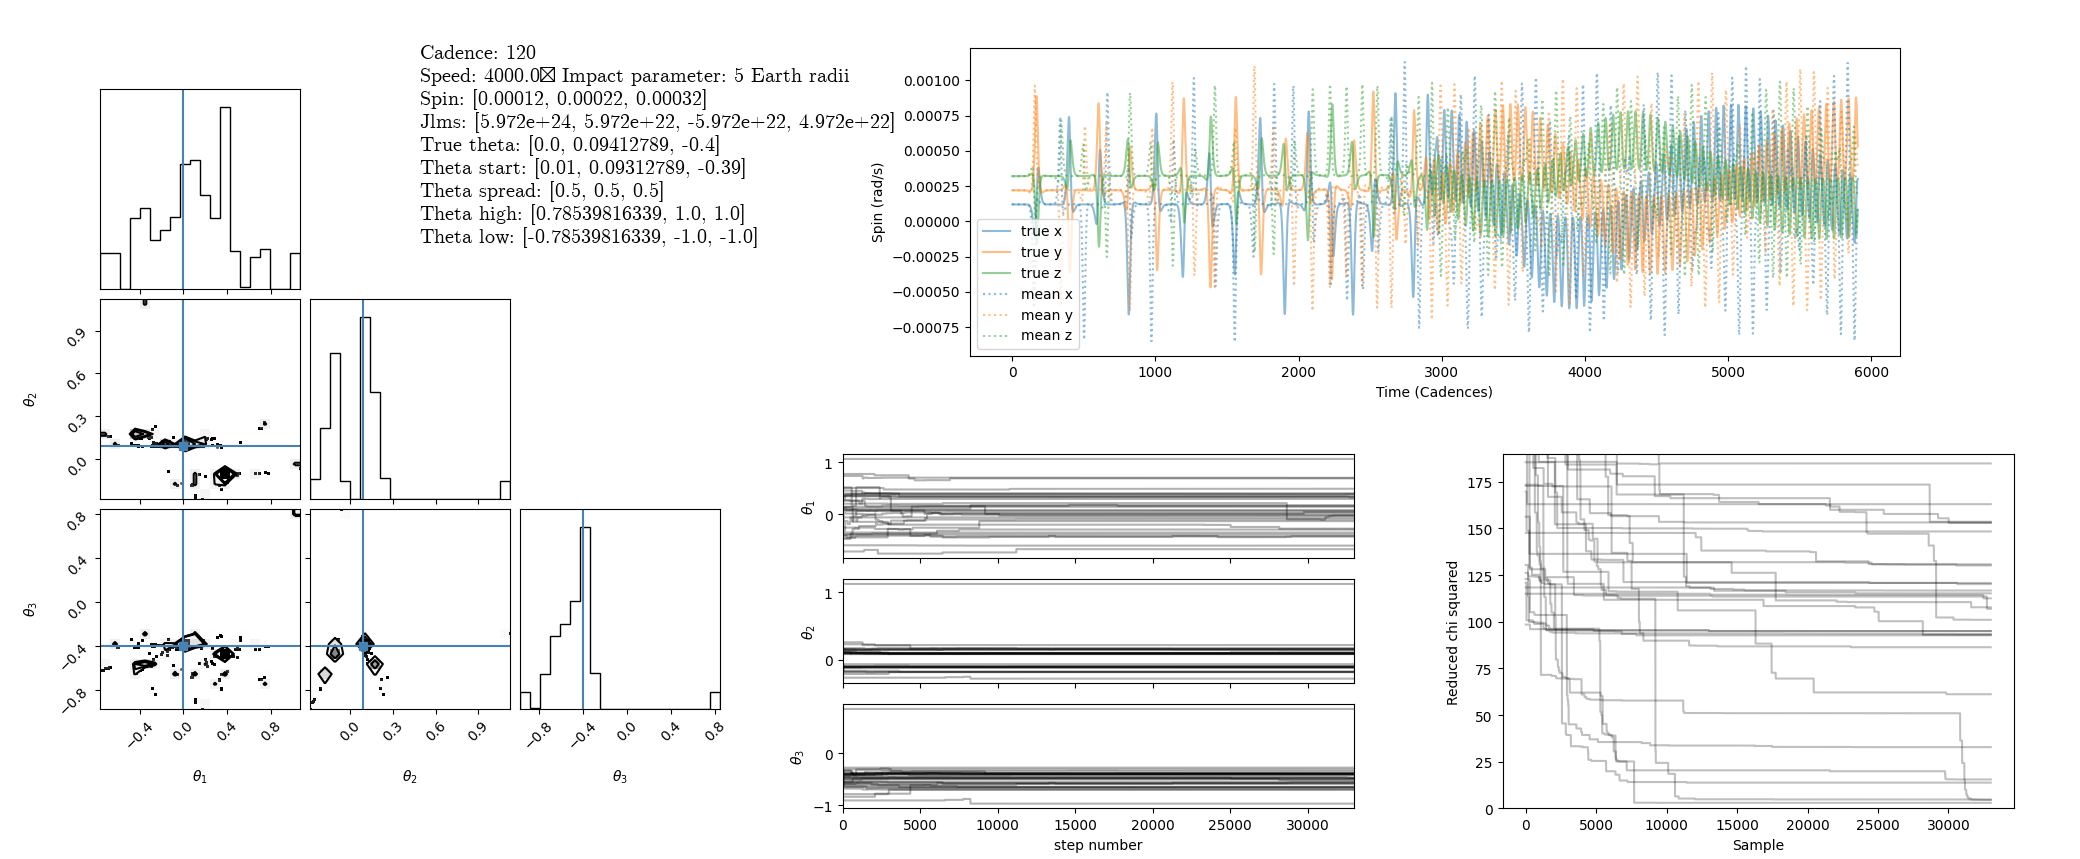 Cadence: 120
Speed: 4000.0 Impact parameter: 5 Earth radii
Spin: [0.00012, 0.00022, 0.00032]
Jlms: [5.972e+24, 5.972e+22, -5.972e+22, 4.972e+22]
True theta: [0.0, 0.09412789, -0.4]
Theta start: [0.01, 0.09312789, -0.39]
Theta spread: [0.5, 0.5, 0.5]
Theta high: [0.78539816339, 1.0, 1.0]
Theta low: [-0.78539816339, -1.0, -1.0]
θ2
0.9
0.6
0.3
0.0
θ3
0.8
0.4
0.0
−0.4
−0.8
−0.4 0.0 0.4 0.8
θ1
0.0 0.3 0.6 0.9
θ2
−0.8 −0.4 0.0 0.4 0.8
θ3
Spin (rad/s)
0.00100
0.00075
0.00050
0.00025
0.00000
−0.00025
−0.00050
−0.00075
true x
true y
true z
mean x
mean y
mean z
0 1000 2000 3000 4000 5000 6000
Time (Cadences)
θ1
1
0
θ2
1
0
θ3
0
−1
0 5000 10000 15000 20000 25000 30000
step number
Reduced chi squared
175
150
125
100
75
50
25
0
0 5000 10000 15000 20000 25000 30000
Sample